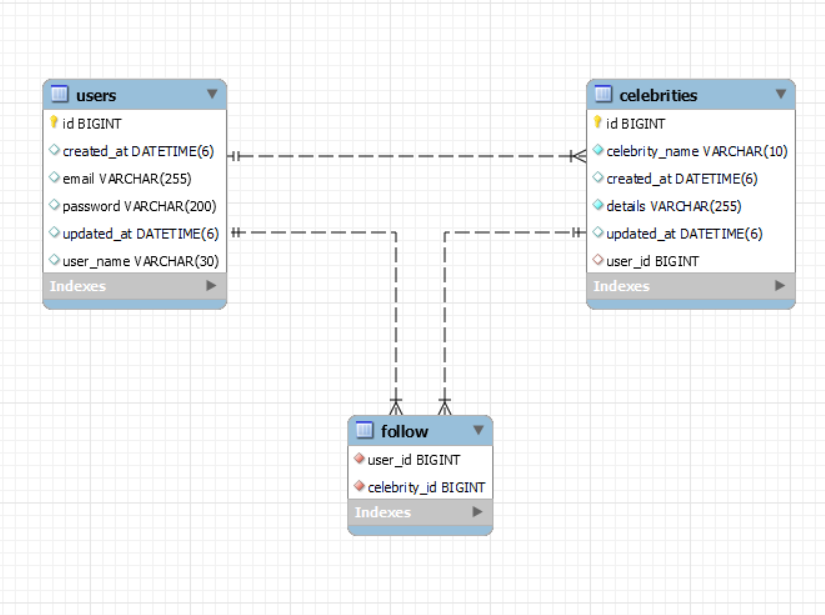 users
id BIGINT
created_at DATETIME(6)
email VARCHAR(255)
password VARCHAR(200)
updated_at DATETIME(6)
user_name VARCHAR(30)
Indexes
celebrities
id BIGINT
celebrity_name VARCHAR(10)
created_at DATETIME(6)
details VARCHAR(255)
updated_at DATETIME(6)
user_id BIGINT
Indexes
follow
user_id BIGINT
celebrity_id BIGINT
Indexes